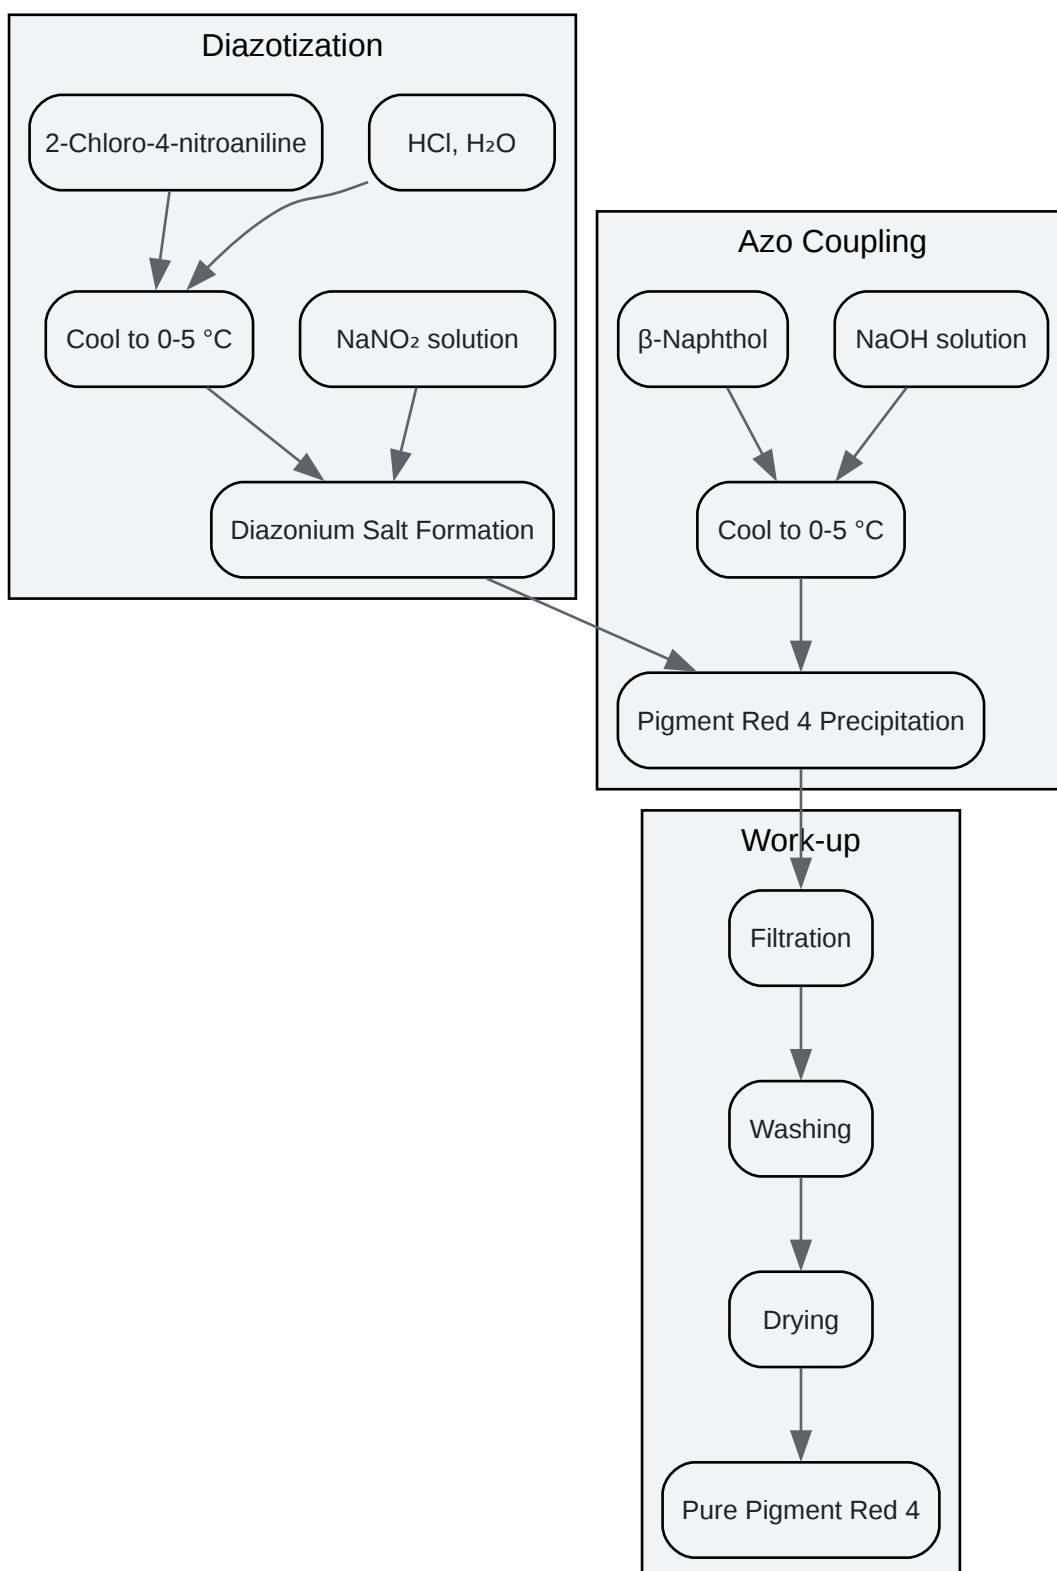 Diazotization
2-Chloro-4-nitroaniline
HCl, H₂O
Cool to 0-5 °C
NaNO₂ solution
Diazonium Salt Formation
Azo Coupling
β-Naphthol
NaOH solution
Cool to 0-5 °C
Pigment Red 4 Precipitation
Work-up
Filtration
Washing
Drying
Pure Pigment Red 4